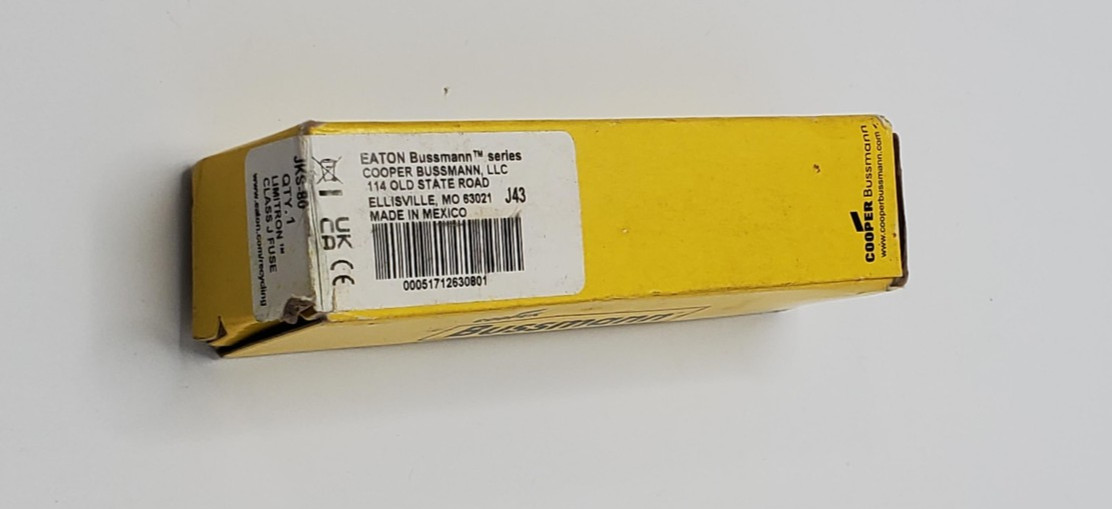 EATON Bussmann™ series
COOPER BUSSMANN, LLC
114 OLD STATE ROAD
ELLISVILLE, MO 63021 J43
MADE IN MEXICO
00051712630801
UK
CA
CE
JKS-80
QTY. 1
LIMITRON™
CLASS J FUSE
www.eaton.com/recycling
COOPER Bussmann
www.cooperbussmann.com
Bussmann